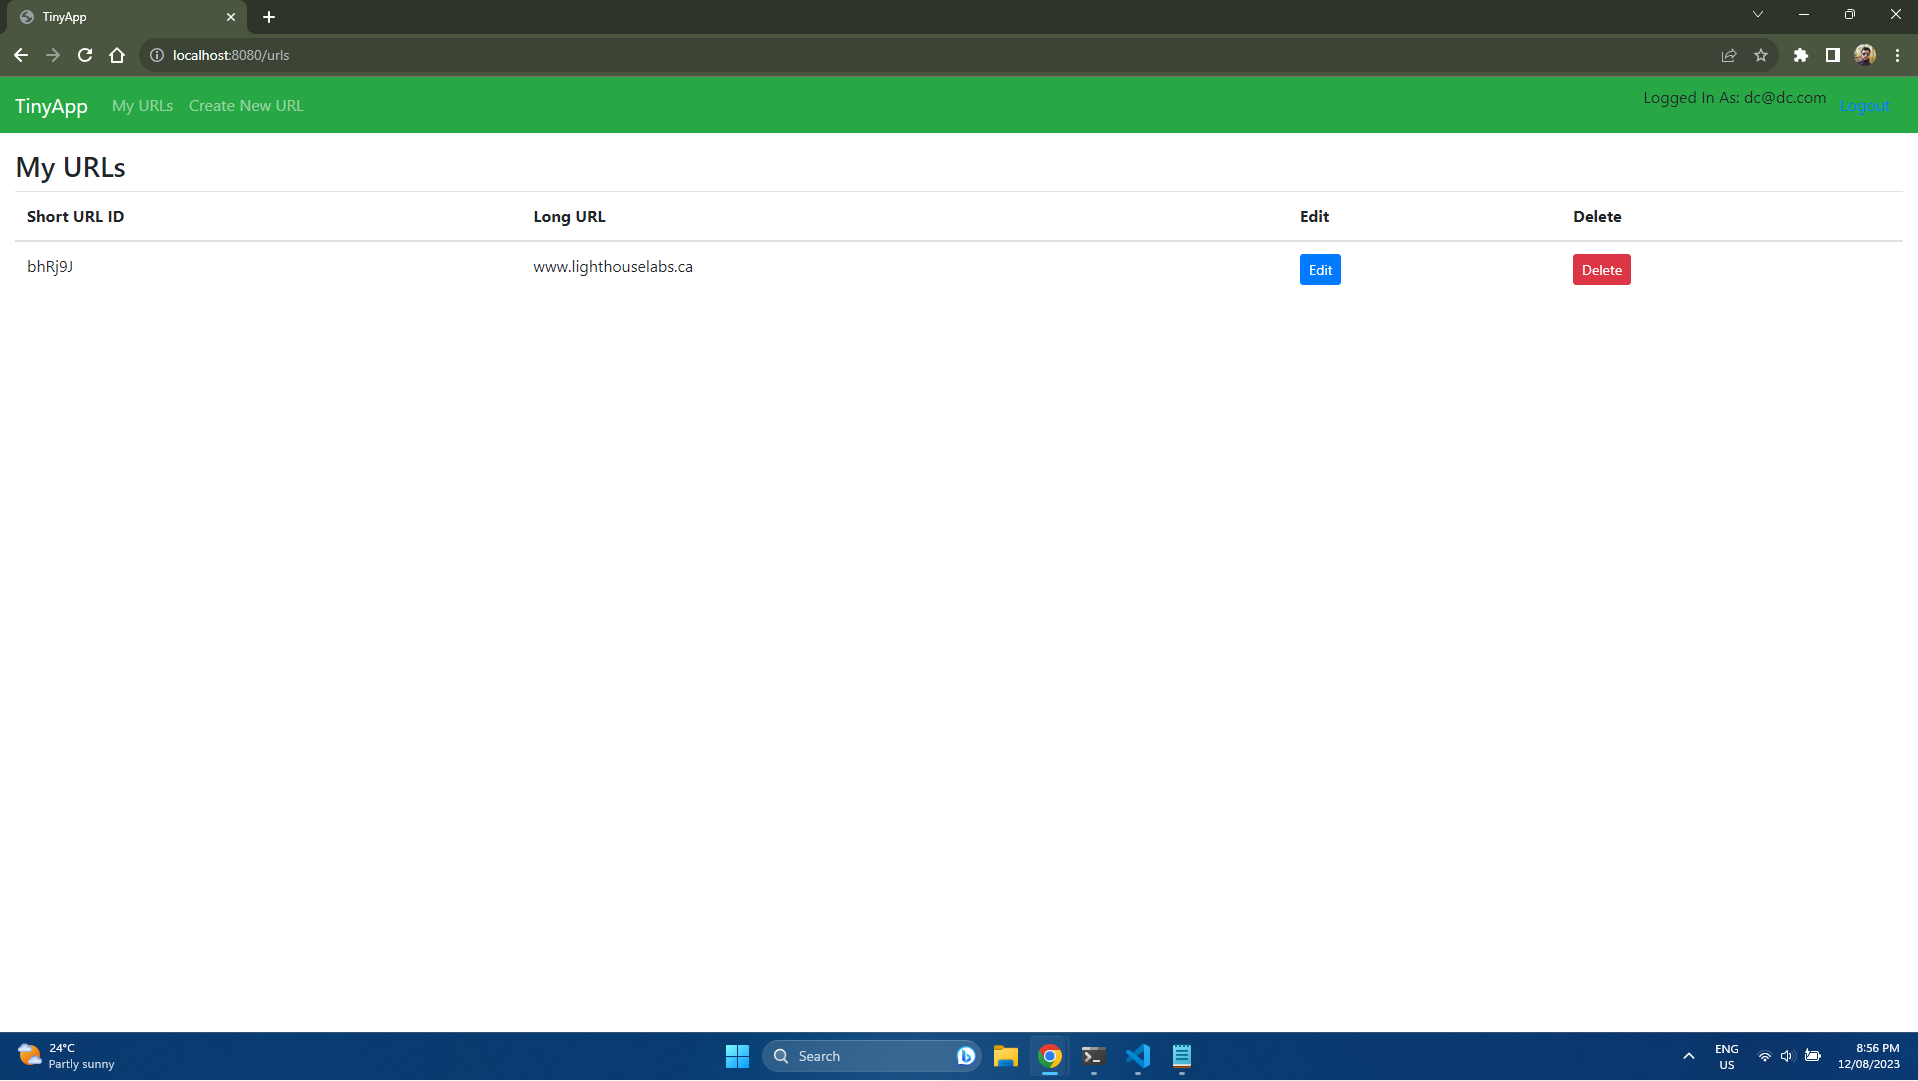 TinyApp
localhost:8080/urls
TinyApp My URLs Create New URL Logged In As: dc@dc.com Logout
My URLs
Short URL ID Long URL Edit Delete
bhRj9J www.lighthouselabs.ca Edit Delete
24°C
Partly sunny
Search
ENG
US
8:56 PM
12/08/2023